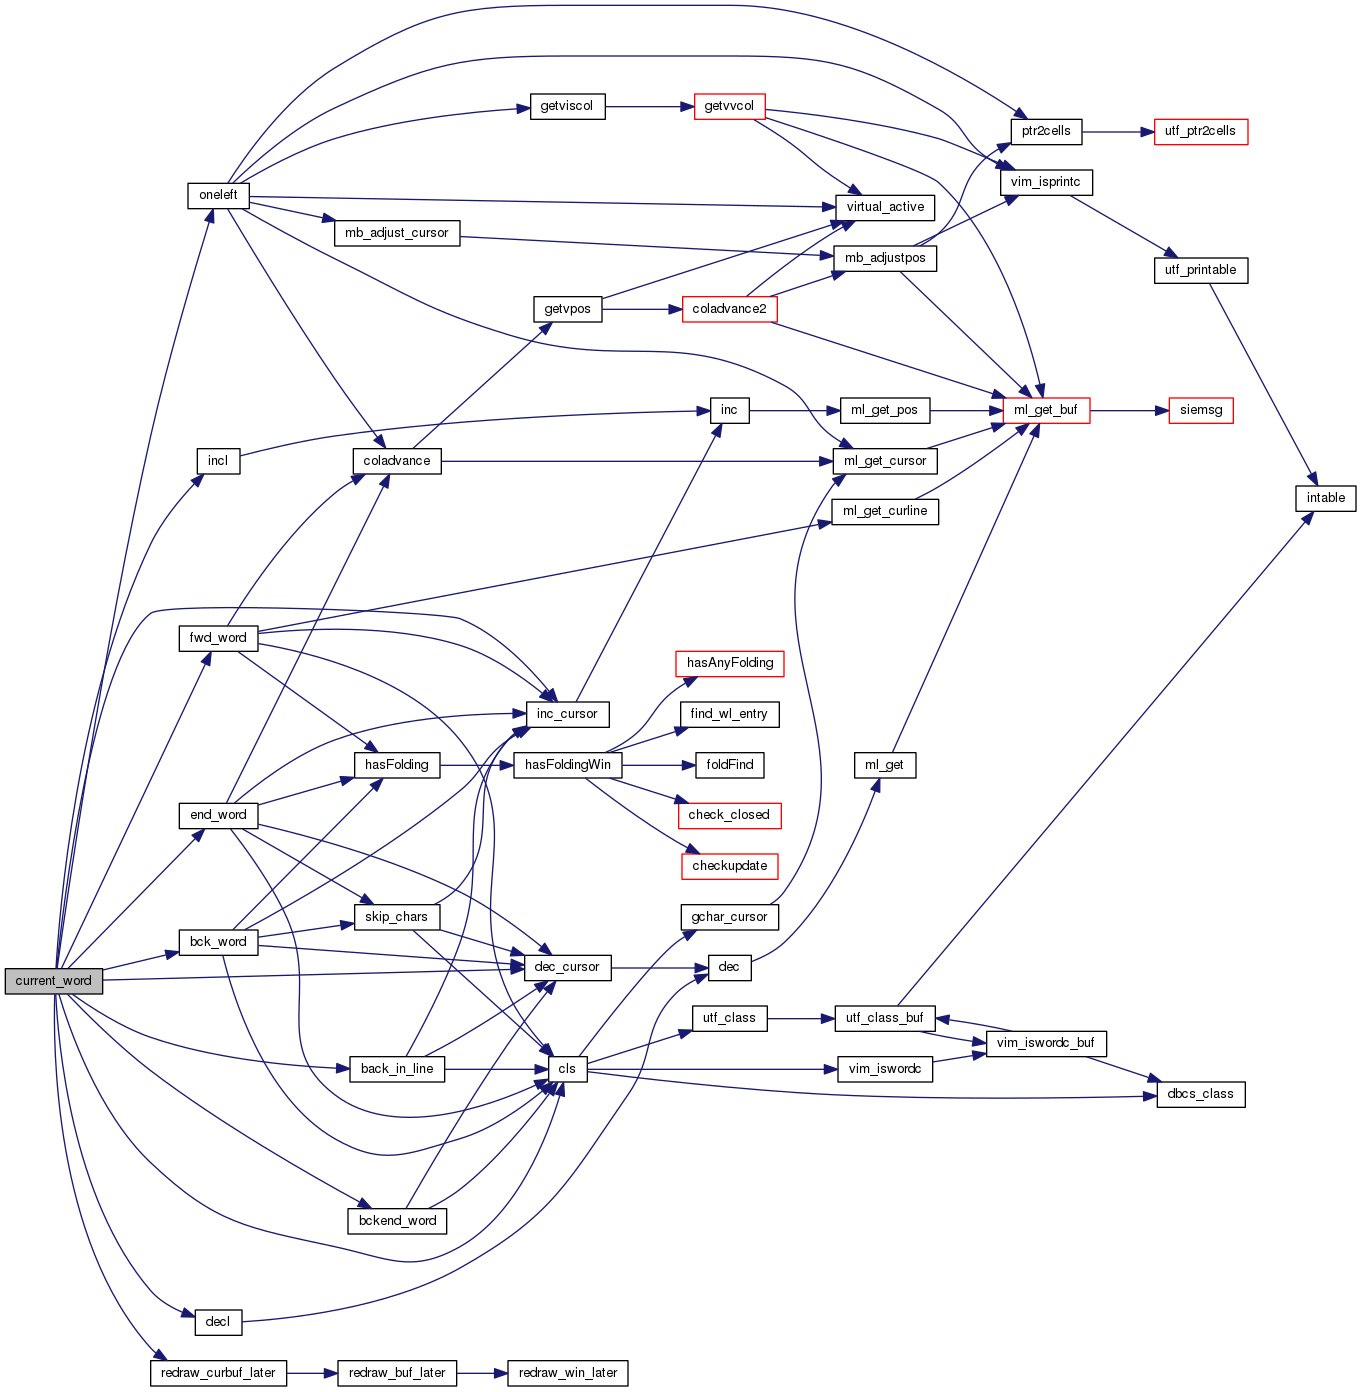 getviscol
getvvcol
ptr2cells
utf_ptr2cells
oneleft
vim_isprintc
virtual_active
mb_adjust_cursor
mb_adjustpos
utf_printable
getvpos
coladvance2
inc
ml_get_pos
ml_get_buf
siemsg
incl
coladvance
ml_get_cursor
intable
ml_get_curline
fwd_word
hasAnyFolding
inc_cursor
find_wl_entry
hasFolding
hasFoldingWin
foldFind
ml_get
end_word
check_closed
checkupdate
skip_chars
gchar_cursor
bck_word
current_word
dec_cursor
dec
utf_class
utf_class_buf
vim_iswordc_buf
back_in_line
cls
vim_iswordc
dbcs_class
bckend_word
decl
redraw_curbuf_later
redraw_buf_later
redraw_win_later